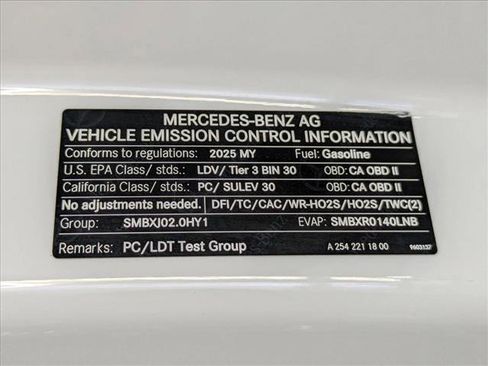 MERCEDES-BENZ AG
VEHICLE EMISSION CONTROL INFORMATION
Conforms to regulations: 2025 MY Fuel: Gasoline
U.S. EPA Class/ stds.: LDV/ Tier 3 BIN 30 OBD: CA OBD II
California Class/ stds.: PC/ SULEV 30 OBD: CA OBD II
No adjustments needed. DFI/TC/CAC/WR-HO2S/HO2S/TWC(2)
Group: SMBXJ02.0HY1 EVAP: SMBXR0140LNB
Remarks: PC/LDT Test Group A 254 221 18 00